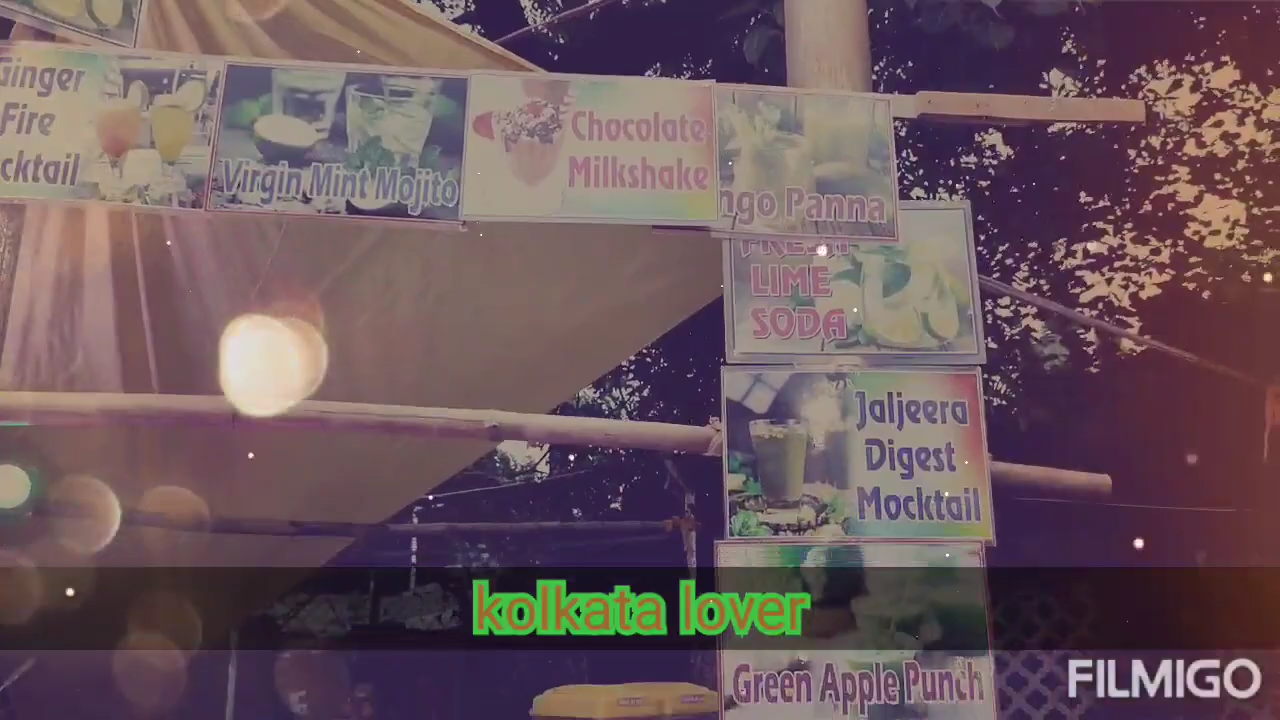 Ginger
Fire
cktail
Virgin Mint Mojito
Chocolate
Milkshake
ngo Panna
FRESH
LIME
SODA
Jaljeera
Digest
Mocktail
kolkata lover
Green Apple Punch
FILMIGO